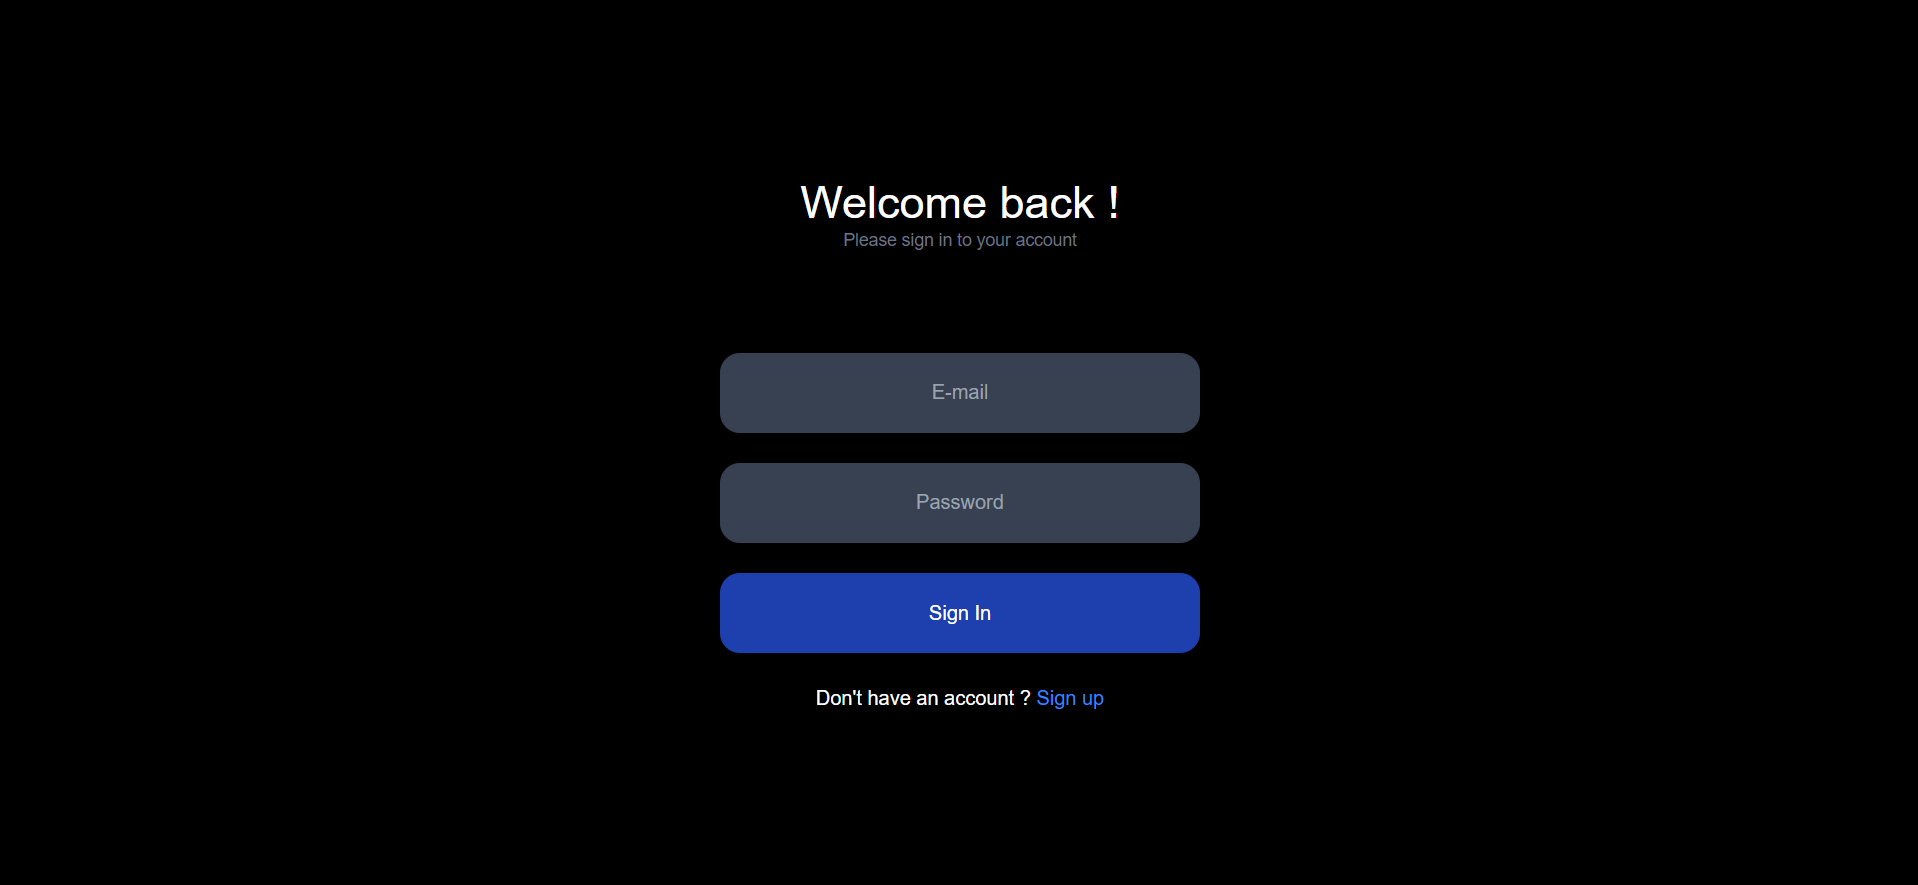 Welcome back !
Please sign in to your account
E-mail
Password
Sign In
Don't have an account ? Sign up